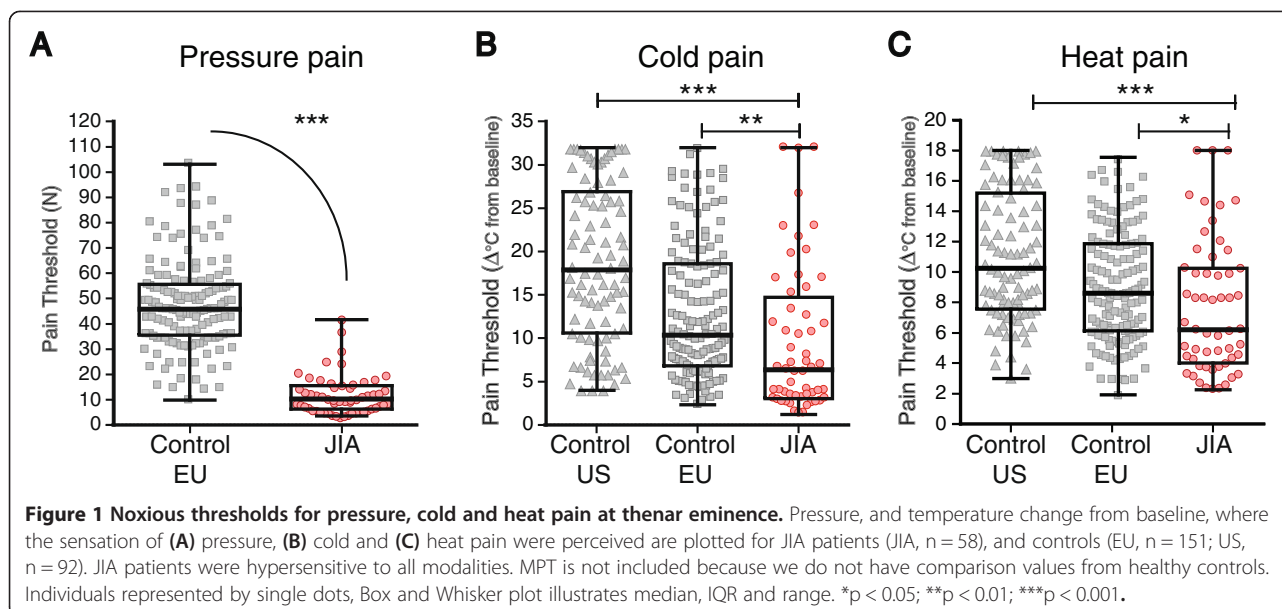 A
Pressure pain
***
Pain Threshold (N)
120
110
100
90
80
70
60
50
40
30
20
10
0
Control
EU
JIA
B
Cold pain
***
**
Pain Threshold (Δ°C from baseline)
35
30
25
20
15
10
5
0
Control
US
Control
EU
JIA
C
Heat pain
***
*
Pain Threshold (Δ°C from baseline)
20
18
16
14
12
10
8
6
4
2
0
Control
US
Control
EU
JIA
Figure 1 Noxious thresholds for pressure, cold and heat pain at thenar eminence. Pressure, and temperature change from baseline, where
the sensation of (A) pressure, (B) cold and (C) heat pain were perceived are plotted for JIA patients (JIA, n = 58), and controls (EU, n = 151; US,
n = 92). JIA patients were hypersensitive to all modalities. MPT is not included because we do not have comparison values from healthy controls.
Individuals represented by single dots, Box and Whisker plot illustrates median, IQR and range. *p < 0.05; **p < 0.01; ***p < 0.001.